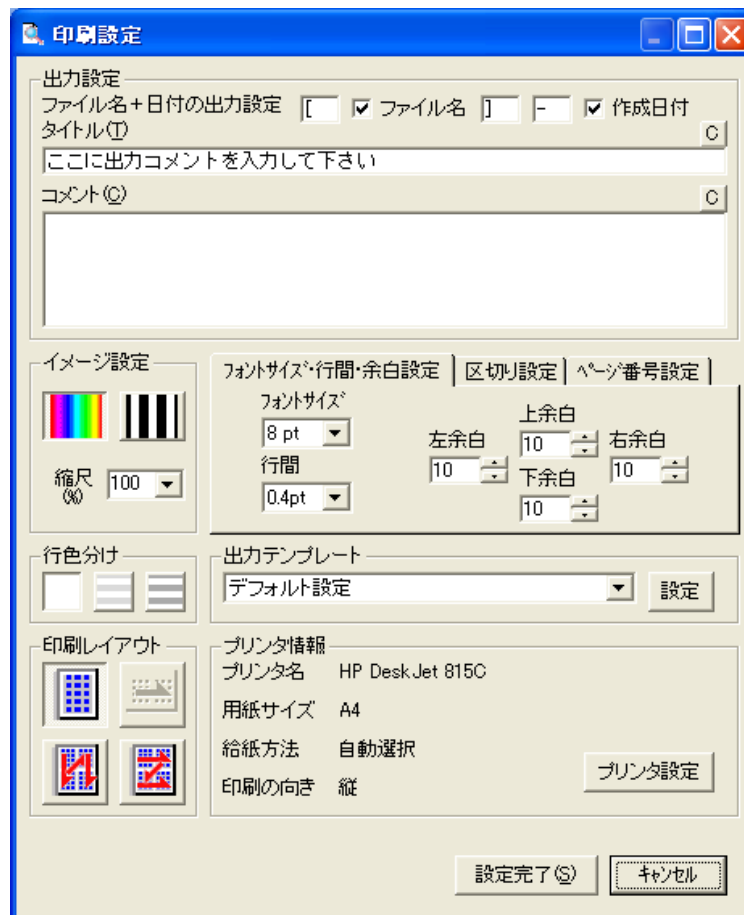 印刷設定
出力設定
ファイル名+日付の出力設定 [ ファイル名 ] - 作成日付
タイトル(T) C
ここに出力コメントを入力して下さい
コメント(C) C
イメージ設定
縮尺(%) 100
フォントサイズ・行間・余白設定 区切り設定 ページ番号設定
フォントサイズ
8 pt
行間
0.4pt
上余白
10
左余白
10
右余白
10
下余白
10
行色分け
出力テンプレート
デフォルト設定 設定
印刷レイアウト
プリンタ情報
プリンタ名 HP DeskJet 815C
用紙サイズ A4
給紙方法 自動選択
印刷の向き 縦
プリンタ設定
設定完了(S) キャンセル